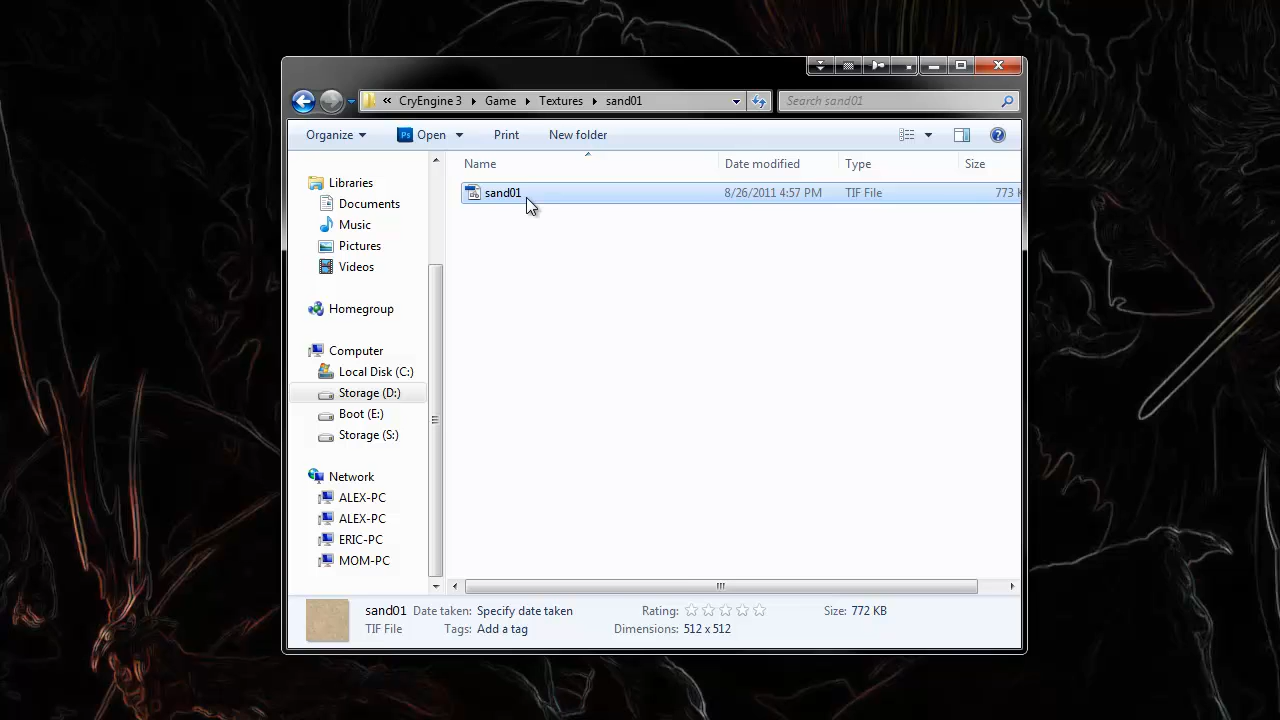 « CryEngine 3 Game Textures sand01 Search sand01
Organize Ps Open Print New folder
Name Date modified Type Size
sand01 8/26/2011 4:57 PM TIF File 773
Libraries
Documents
Music
Pictures
Videos
Homegroup
Computer
Local Disk (C:)
Storage (D:)
Boot (E:)
Storage (S:)
Network
ALEX-PC
ALEX-PC
ERIC-PC
MOM-PC
sand01 Date taken: Specify date taken Rating: Size: 772 KB
TIF File Tags: Add a tag Dimensions: 512 x 512